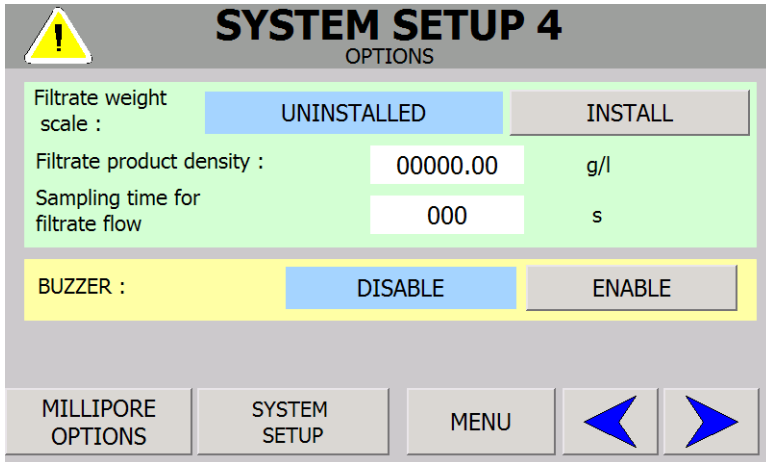 !
SYSTEM SETUP 4
OPTIONS
Filtrate weight
scale :
UNINSTALLED
INSTALL
Filtrate product density :
00000.00
g/l
Sampling time for
filtrate flow
000
s
BUZZER :
DISABLE
ENABLE
MILLIPORE
OPTIONS
SYSTEM
SETUP
MENU